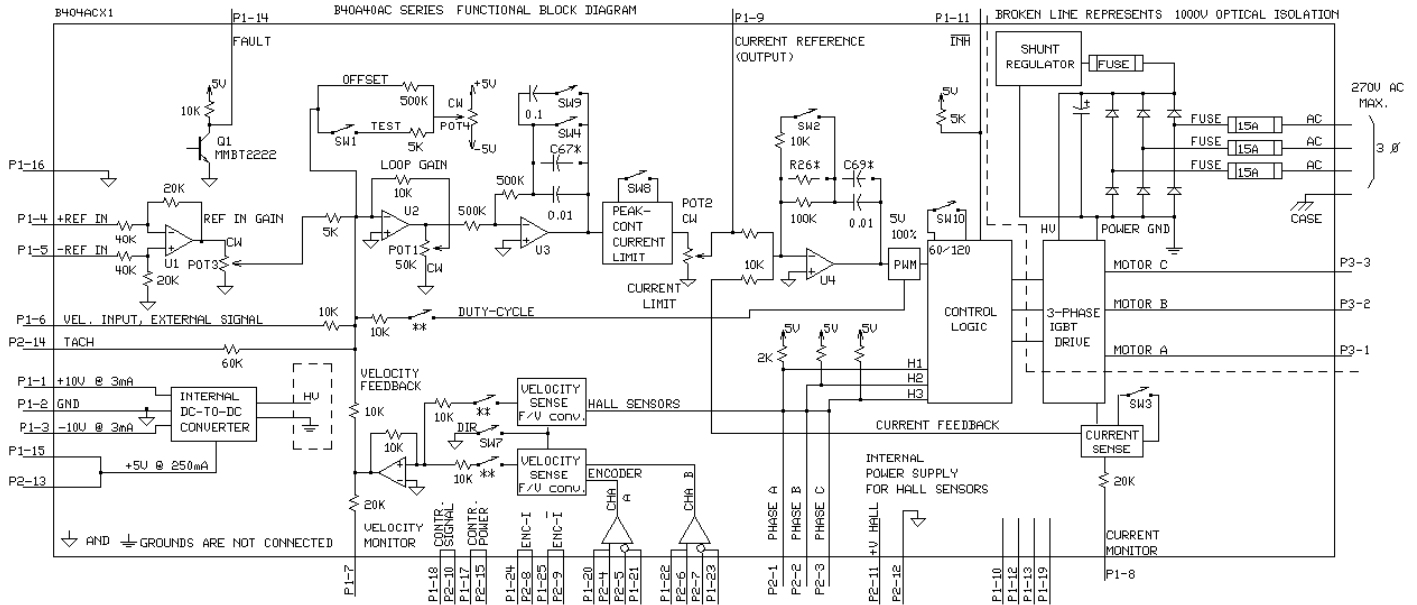 B404ACX1
P1-14
B40A40AC SERIES FUNCTIONAL BLOCK DIAGRAM
P1-9
P1-11
BROKEN LINE REPRESENTS 1000V OPTICAL ISOLATION
FAULT
CURRENT REFERENCE
(OUTPUT)
INH
SHUNT
REGULATOR
FUSE
5V
10K
Q1
MMBT2222
OFFSET
500K
CW
+5V
POT4
-5V
SW1
TEST
5K
0.1
SW9
SW4
C67*
0.01
SW2
10K
R26*
C69*
100K
0.01
5V
5K
270V AC
MAX.
3 Ø
FUSE
15A
AC
FUSE
15A
AC
FUSE
15A
AC
CASE
P1-16
P1-4
+REF IN
40K
20K
REF IN GAIN
P1-5
-REF IN
40K
20K
U1
CW
POT3
5K
LOOP GAIN
10K
U2
POT1
50K
CW
500K
500K
U3
SW8
PEAK-
CONT
CURRENT
LIMIT
POT2
CW
CURRENT
LIMIT
10K
U4
5V
100%
PWM
SW10
60/120
CONTROL
LOGIC
HV
POWER GND
3-PHASE
IGBT
DRIVE
MOTOR C
P3-3
MOTOR B
P3-2
MOTOR A
P3-1
P1-6
VEL. INPUT, EXTERNAL SIGNAL
10K
10K
**
DUTY-CYCLE
P2-14
TACH
60K
5V
5V
5V
2K
H1
H2
H3
P1-1
+10V @ 3mA
P1-2
GND
P1-3
-10V @ 3mA
INTERNAL
DC-TO-DC
CONVERTER
HV
P1-15
P2-13
+5V @ 250mA
VELOCITY
FEEDBACK
10K
10K
10K
**
DIR
SW7
10K
**
VELOCITY
SENSE
F/V conv.
HALL SENSORS
VELOCITY
SENSE
F/V conv.
ENCODER
CURRENT FEEDBACK
SW3
CURRENT
SENSE
20K
INTERNAL
POWER SUPPLY
FOR HALL SENSORS
20K
VELOCITY
MONITOR
CHA A
CHA B
CONTR.
SIGNAL
CONTR.
POWER
ENC-I
ENC-I
PHASE A
PHASE B
PHASE C
+V HALL
CURRENT
MONITOR
AND
GROUNDS ARE NOT CONNECTED
P1-7
P1-18
P2-10
P1-17
P2-15
P1-24
P2-8
P1-25
P2-9
P1-20
P2-4
P2-5
P1-21
P1-22
P2-6
P2-7
P1-23
P2-1
P2-2
P2-3
P2-11
P2-12
P1-10
P1-12
P1-13
P1-19
P1-8